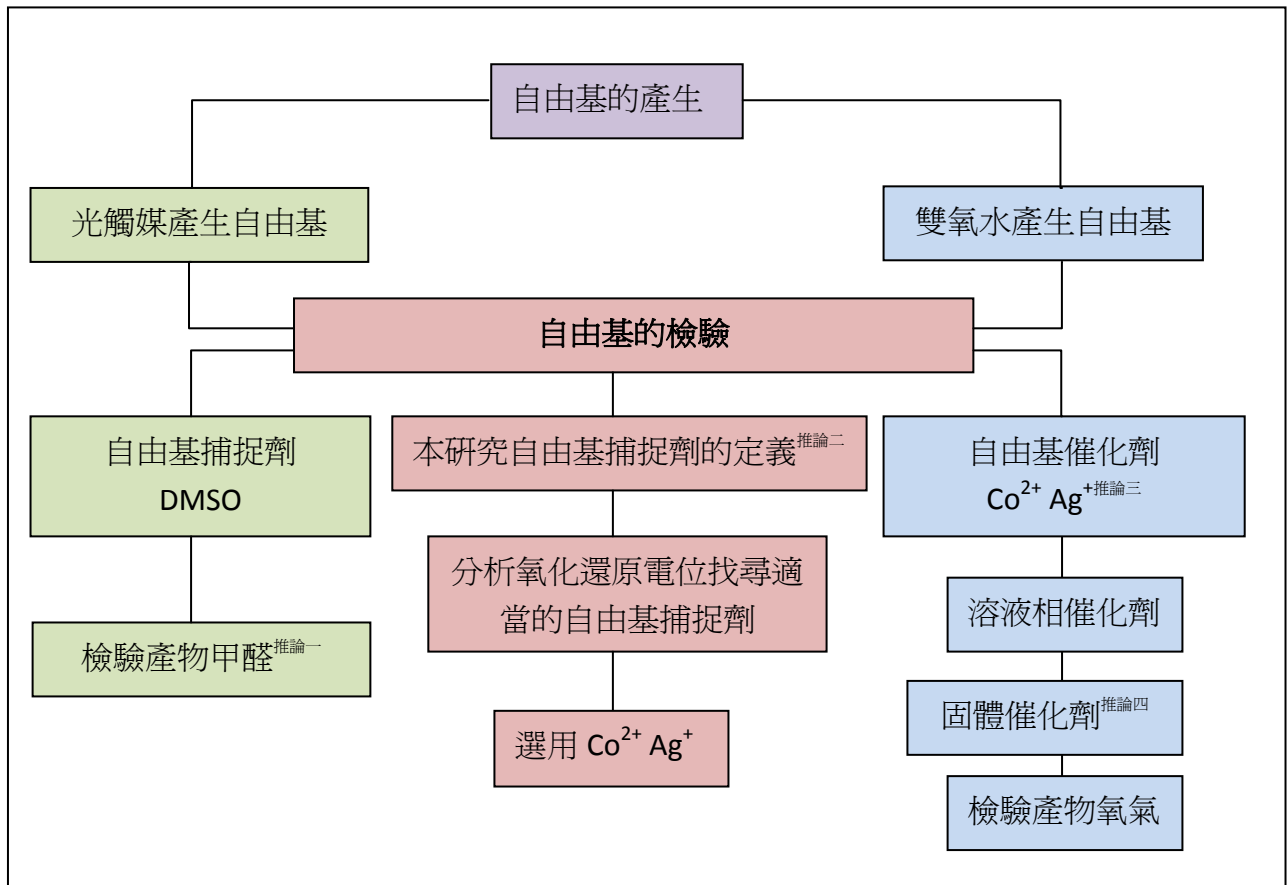 自由基的產生
光觸媒產生自由基
雙氧水產生自由基
自由基的檢驗
自由基捕捉劑
DMSO
檢驗產物甲醛推論一
本研究自由基捕捉劑的定義推論二
分析氧化還原電位找尋適
當的自由基捕捉劑
選用 Co²⁺ Ag⁺
自由基催化劑
Co²⁺ Ag⁺推論三
溶液相催化劑
固體催化劑推論四
檢驗產物氧氣